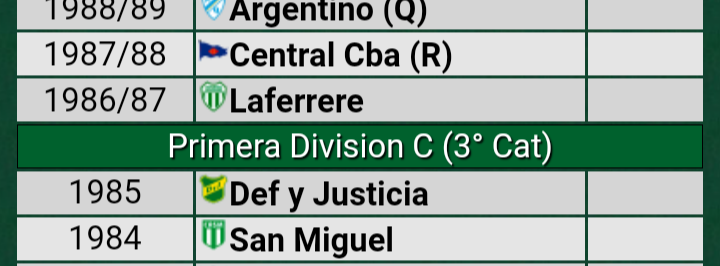 1988/89 Argentino (Q)
1987/88 Central Cba (R)
1986/87 Laferrere
Primera Division C (3° Cat)
1985 Def y Justicia
1984 San Miguel